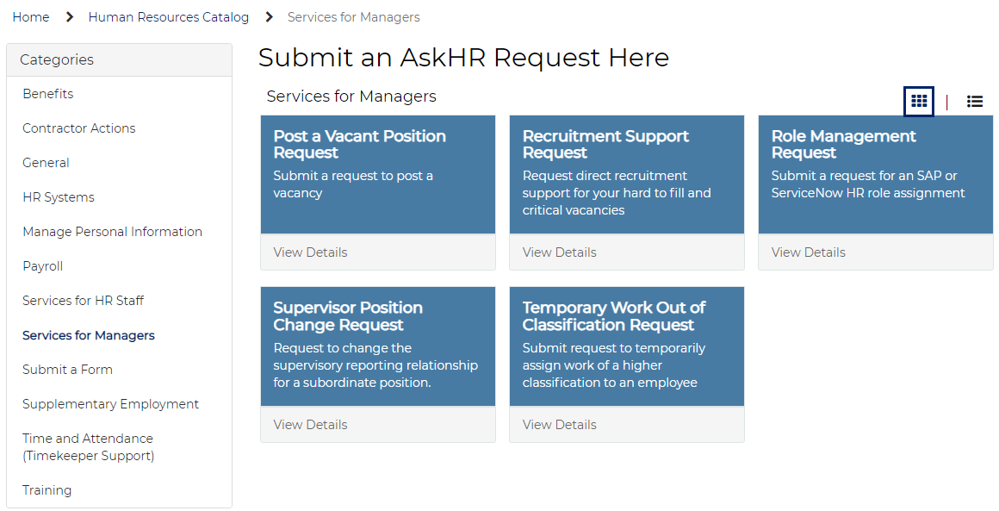 Home > Human Resources Catalog > Services for Managers
Categories
Benefits
Contractor Actions
General
HR Systems
Manage Personal Information
Payroll
Services for HR Staff
Services for Managers
Submit a Form
Supplementary Employment
Time and Attendance
(Timekeeper Support)
Training
Submit an AskHR Request Here
Services for Managers
|
Post a Vacant Position
Request
Submit a request to post a
vacancy
View Details
Recruitment Support
Request
Request direct recruitment
support for your hard to fill and
critical vacancies
View Details
Role Management
Request
Submit a request for an SAP or
ServiceNow HR role assignment
View Details
Supervisor Position
Change Request
Request to change the
supervisory reporting relationship
for a subordinate position.
View Details
Temporary Work Out of
Classification Request
Submit request to temporarily
assign work of a higher
classification to an employee
View Details